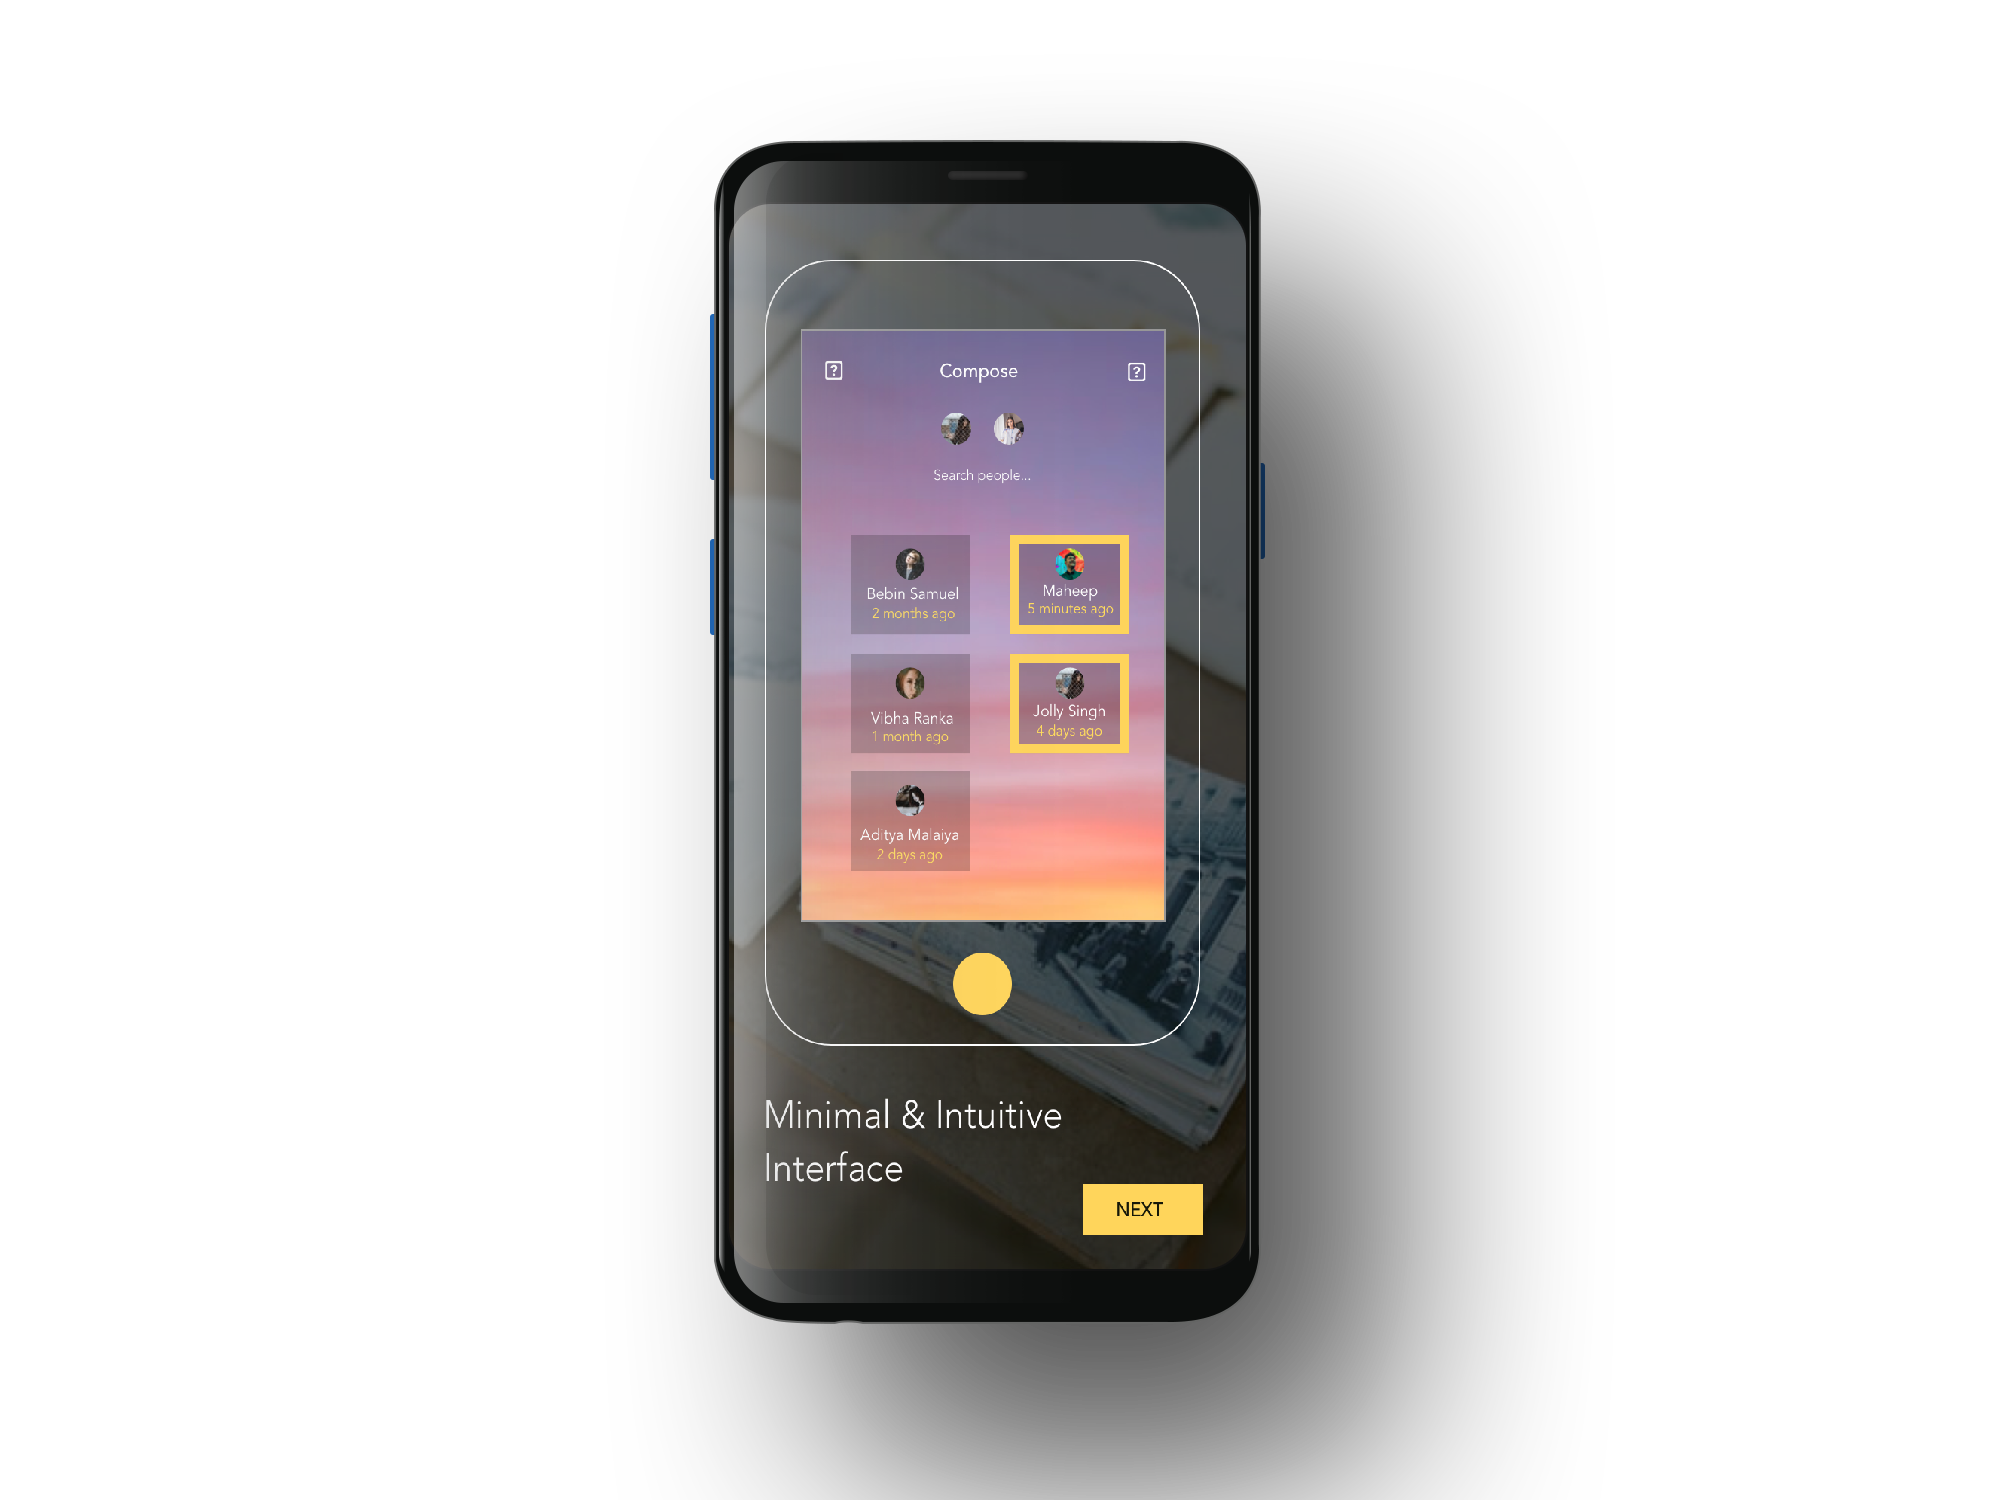 ? Compose ?
Search people...
Bebin Samuel
2 months ago
Maheep
5 minutes ago
Vibha Ranka
1 month ago
Jolly Singh
4 days ago
Aditya Malaiya
2 days ago
Minimal & Intuitive
Interface
NEXT